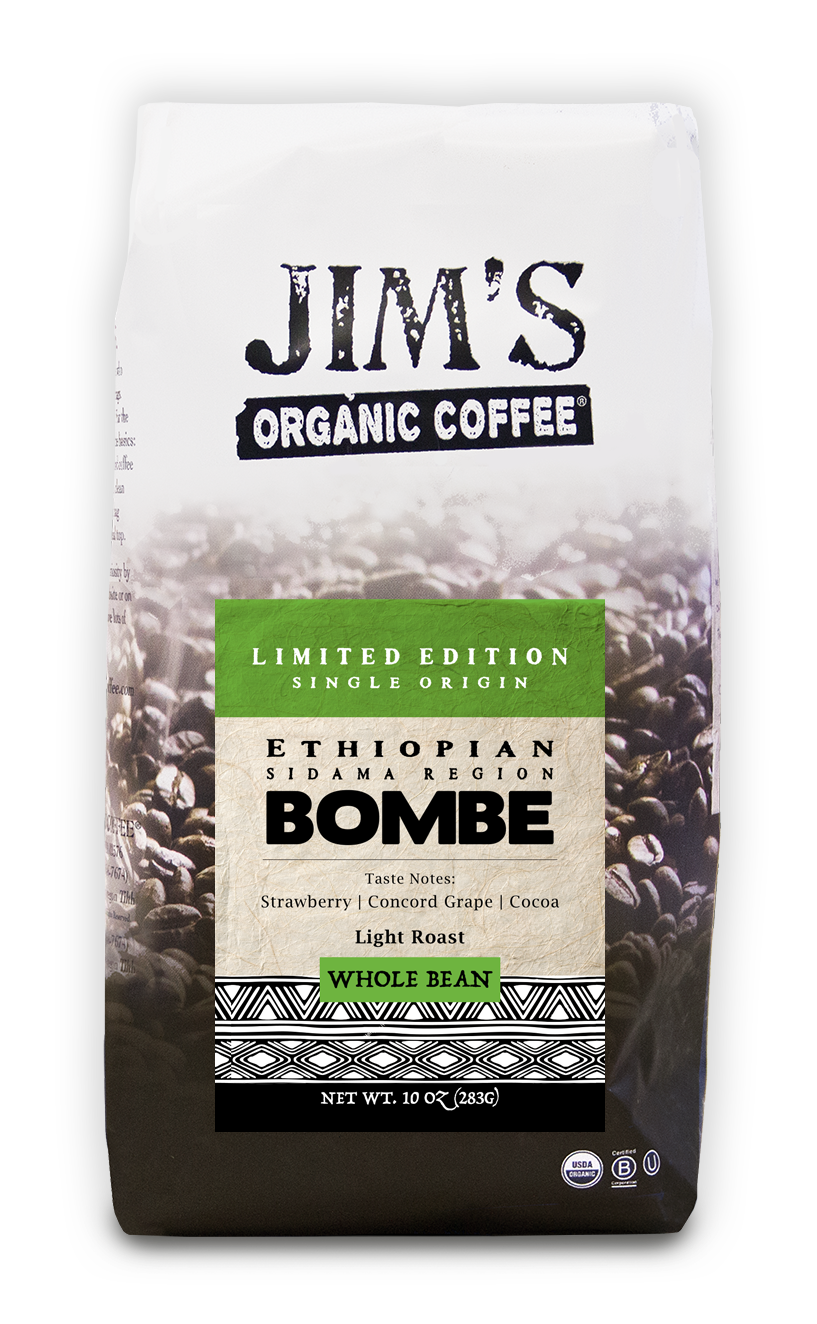 JIM'S
ORGANIC COFFEE®
LIMITED EDITION
SINGLE ORIGIN
ETHIOPIAN
SIDAMA REGION
BOMBE
Taste Notes:
Strawberry | Concord Grape | Cocoa
Light Roast
WHOLE BEAN
NET WT. 10 OZ (283G)
USDA
ORGANIC
Certified
B
Corporation
U